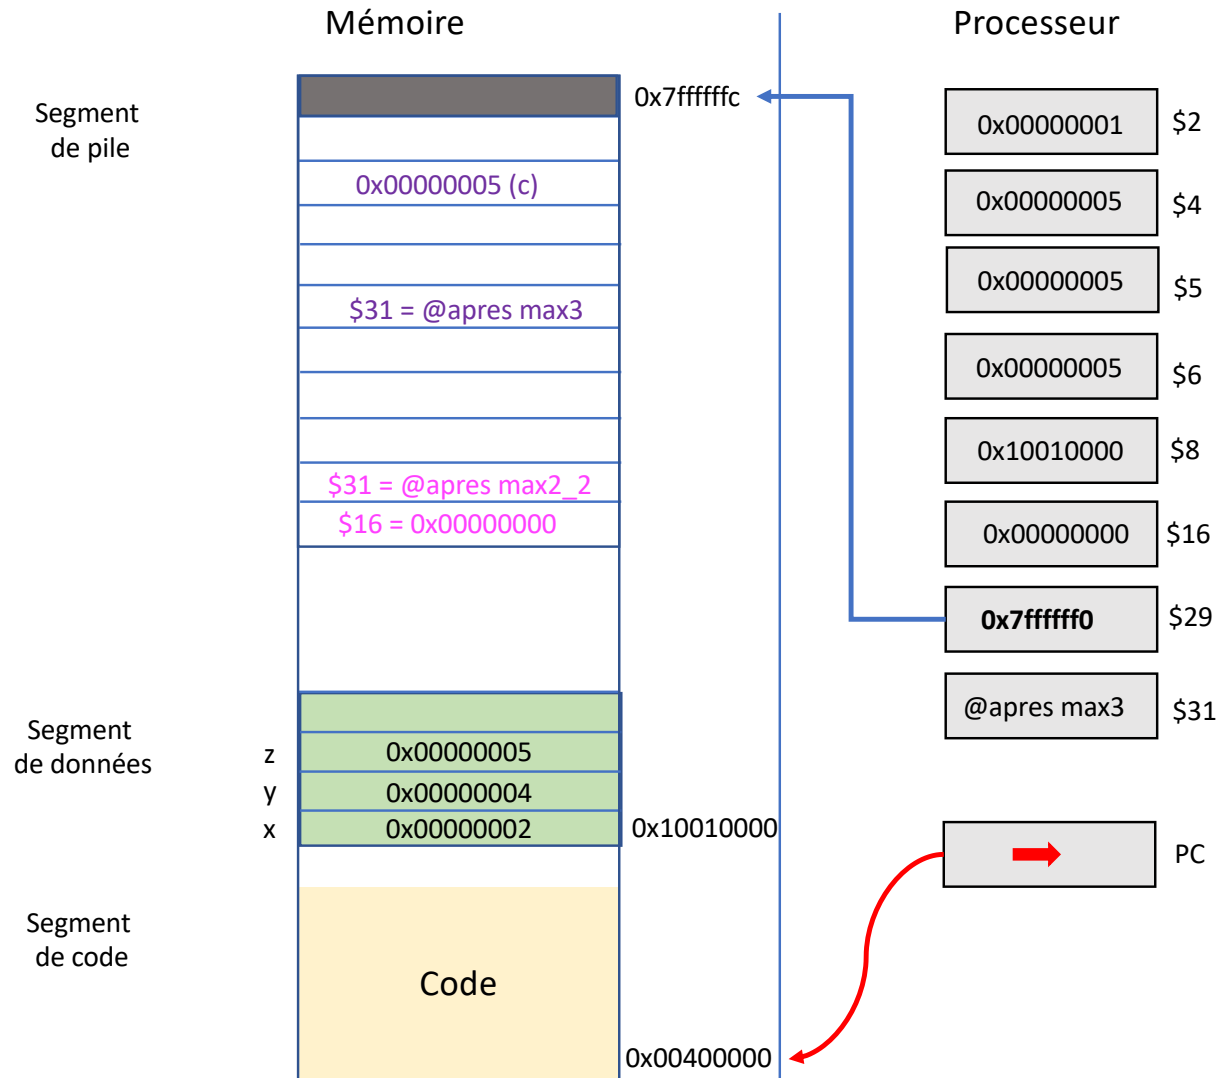 Mémoire
Processeur
Segment
de pile
0x7ffffffc
0x00000001 $2
0x00000005 (c)
0x00000005 $4
0x00000005 $5
$31 = @apres max3
0x00000005 $6
0x10010000 $8
$31 = @apres max2_2
$16 = 0x00000000
0x00000000 $16
0x7ffffff0 $29
@apres max3 $31
Segment
de données
z 0x00000005
y 0x00000004
x 0x00000002 0x10010000
PC
Segment
de code
Code
0x00400000